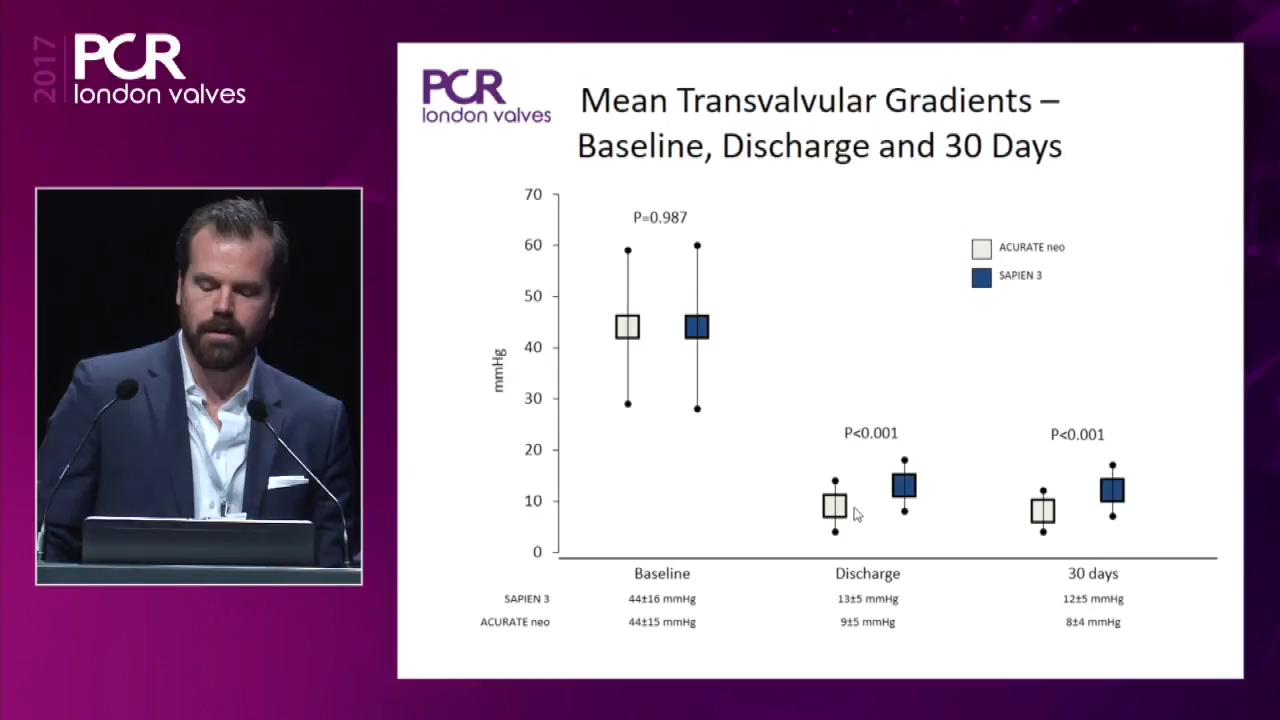 2017
PCR
london valves
PCR
london valves
Mean Transvalvular Gradients –
Baseline, Discharge and 30 Days
70
60
50
40
30
20
10
0
mmHg
P=0.987
P<0.001
P<0.001
ACURATE neo
SAPIEN 3
Baseline Discharge 30 days
SAPIEN 3 44±16 mmHg 13±5 mmHg 12±5 mmHg
ACURATE neo 44±15 mmHg 9±5 mmHg 8±4 mmHg